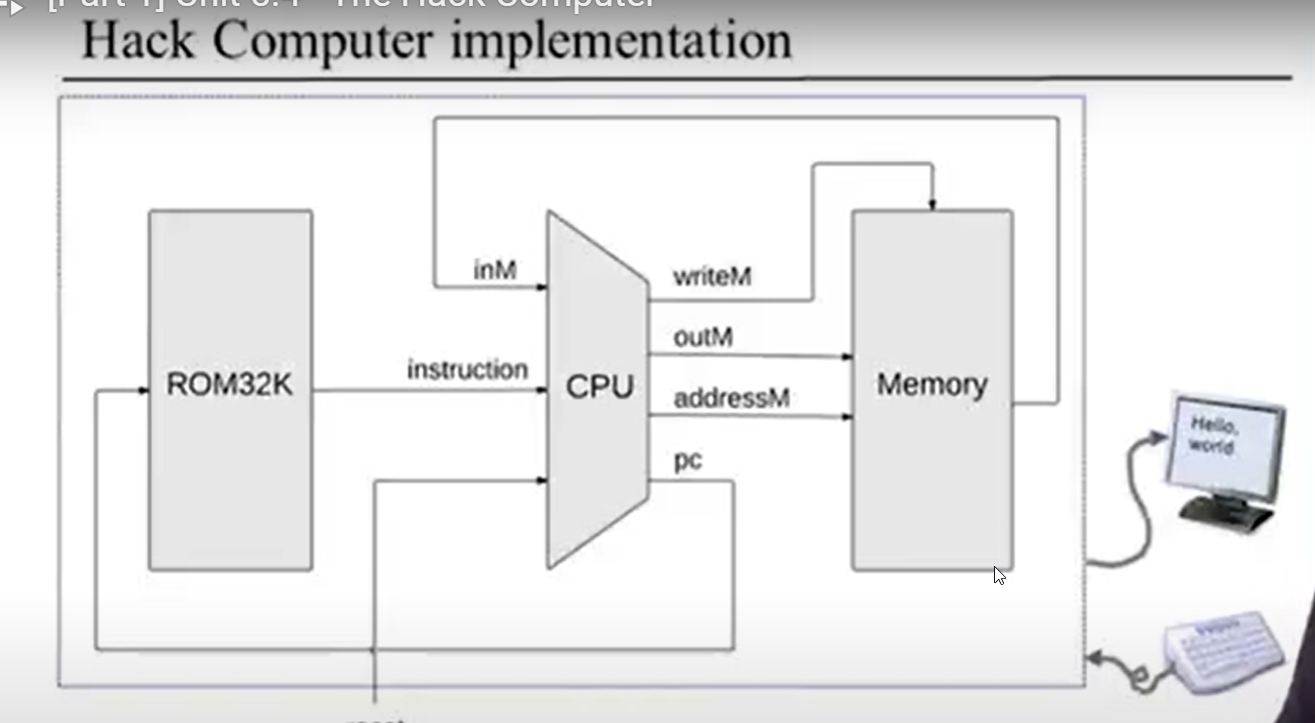 [Part 1] Unit 5.4 - The Hack Computer
Hack Computer implementation
inM
writeM
outM
instruction
ROM32K
CPU
addressM
Memory
pc
Hello,
world